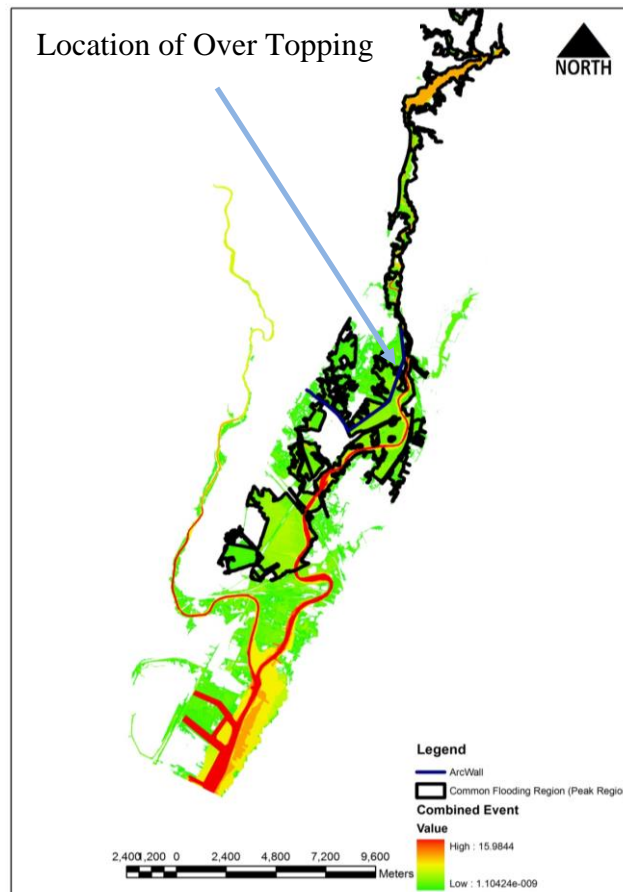 Location of Over Topping
NORTH
Legend
ArcWall
Common Flooding Region (Peak Regio
Combined Event
Value
High : 15.9844
Low : 1.10424e-009
2,400 1,200 0 2,400 4,800 7,200 9,600
Meters